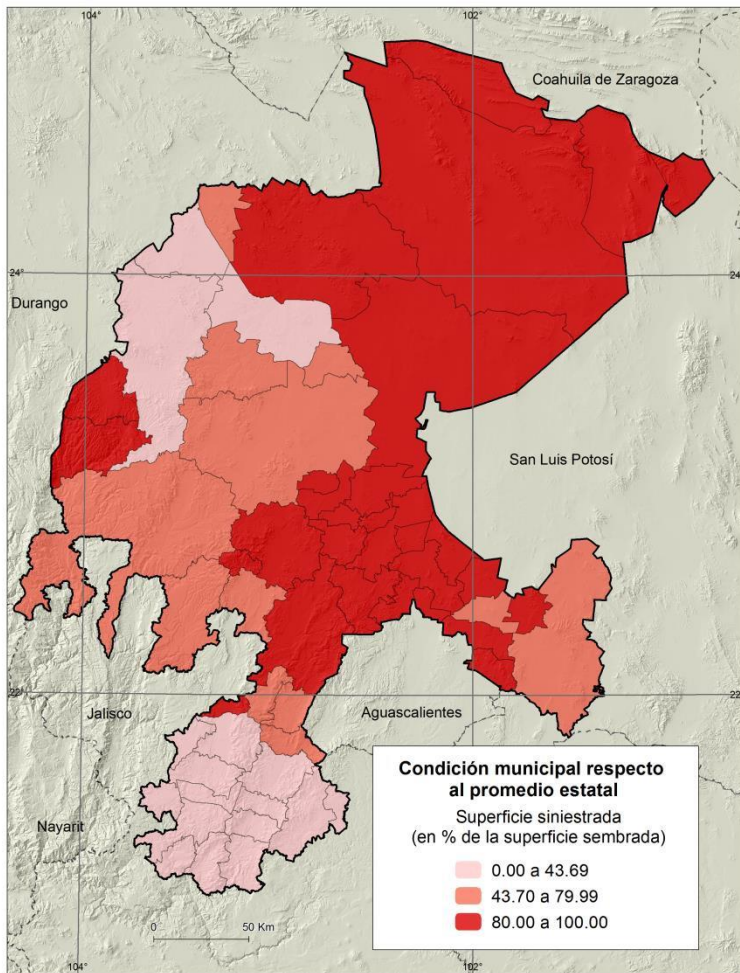 104°
102°
Coahuila de Zaragoza
24°
24°
Durango
San Luis Potosí
22°
22°
Jalisco
Aguascalientes
Nayarit
Condición municipal respecto
al promedio estatal
Superficie siniestrada
(en % de la superficie sembrada)
0.00 a 43.69
43.70 a 79.99
80.00 a 100.00
0
50 Km
104°
102°